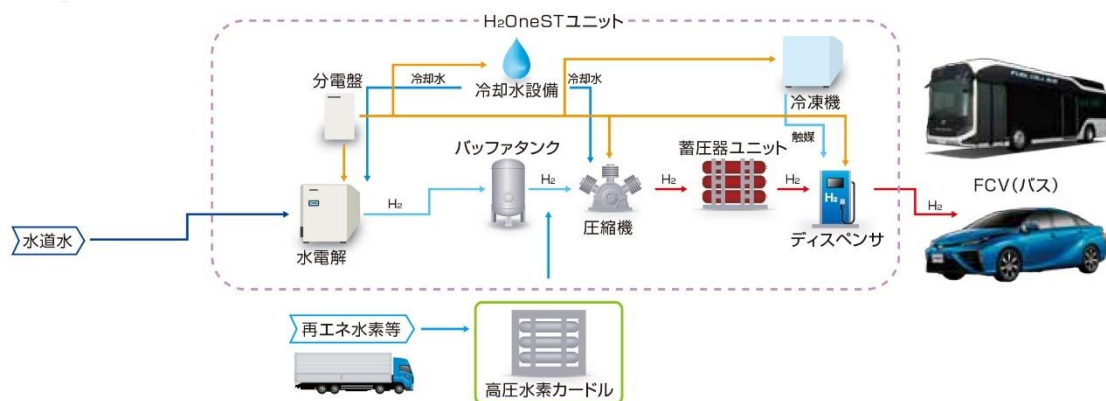 H₂OneSTユニット
分電盤
冷却水
冷却水設備
冷却水
冷凍機
触媒
バッファタンク
蓄圧器ユニット
H₂
H₂
H₂
H₂
H₂
H₂
水電解
圧縮機
ディスペンサ
FCV(バス)
水道水
再エネ水素等
高圧水素カードル
FUEL CELL BUS